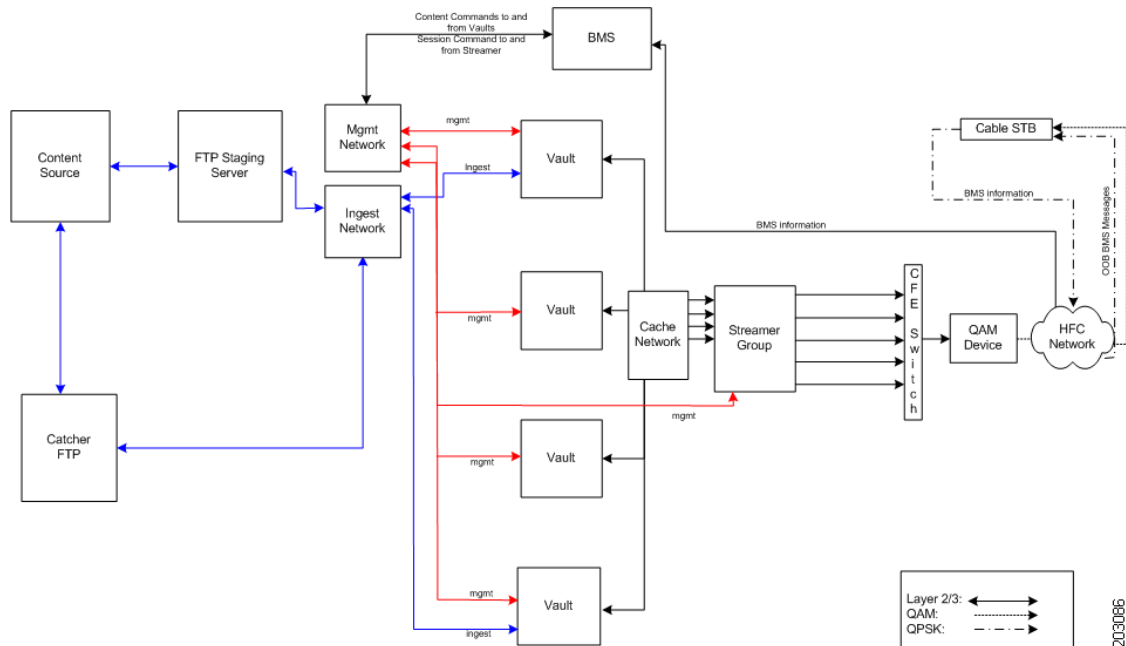 Content Commands to and
from Vaults
Session Command to and
from Streamer
BMS
Content
Source
FTP Staging
Server
Mgmt
Network
mgmt
Vault
Ingest
Ingest
Network
Cable STB
BMS information
OOB BMS Messages
BMS information
mgmt
Vault
Cache
Network
Streamer
Group
CFE Switch
QAM
Device
HFC
Network
Catcher
FTP
mgmt
mgmt
Vault
mgmt
Vault
ingest
Layer 2/3:
QAM:
QPSK:
203086